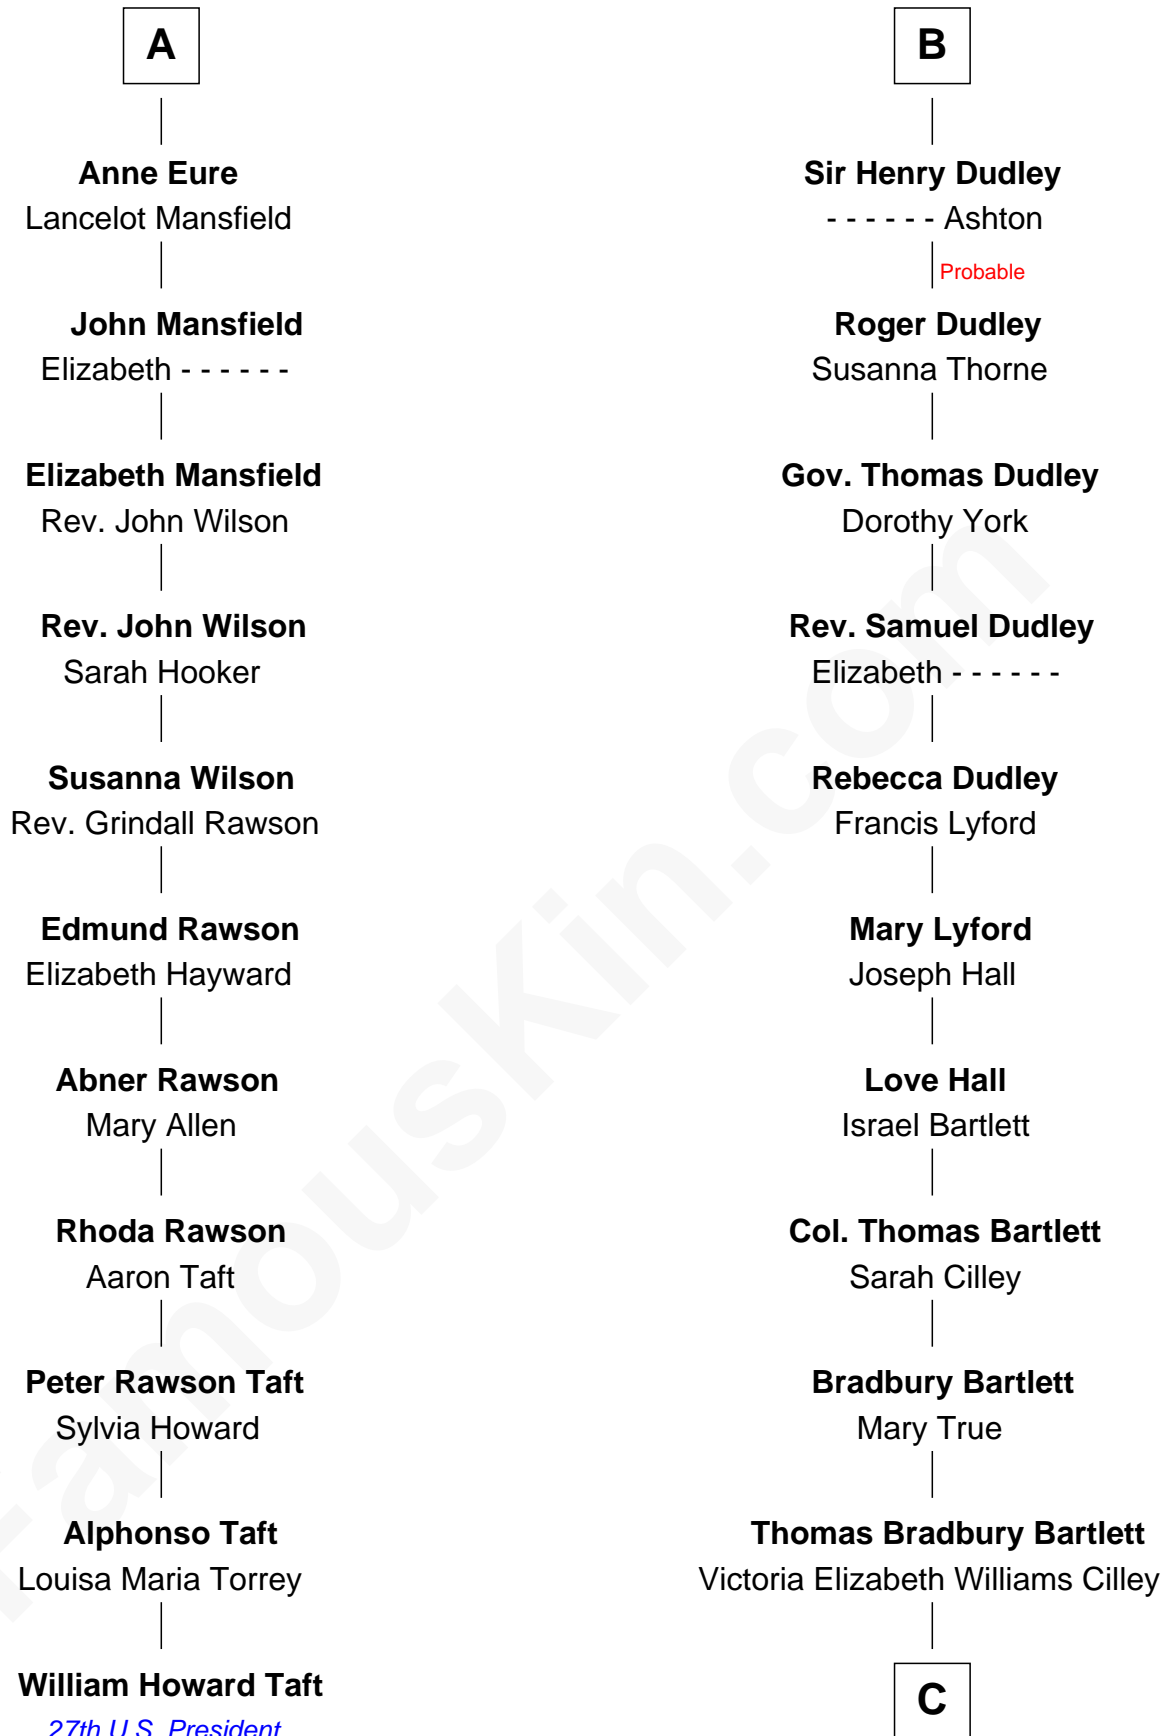 A
Anne Eure
Lancelot Mansfield
John Mansfield
Elizabeth - - - - - -
Elizabeth Mansfield
Rev. John Wilson
Rev. John Wilson
Sarah Hooker
Susanna Wilson
Rev. Grindall Rawson
Edmund Rawson
Elizabeth Hayward
Abner Rawson
Mary Allen
Rhoda Rawson
Aaron Taft
Peter Rawson Taft
Sylvia Howard
Alphonso Taft
Louisa Maria Torrey
William Howard Taft
27th U.S. President
B
Sir Henry Dudley
- - - - - - Ashton
Probable
Roger Dudley
Susanna Thorne
Gov. Thomas Dudley
Dorothy York
Rev. Samuel Dudley
Elizabeth - - - - - -
Rebecca Dudley
Francis Lyford
Mary Lyford
Joseph Hall
Love Hall
Israel Bartlett
Col. Thomas Bartlett
Sarah Cilley
Bradbury Bartlett
Mary True
Thomas Bradbury Bartlett
Victoria Elizabeth Williams Cilley
C
FamousKin.com